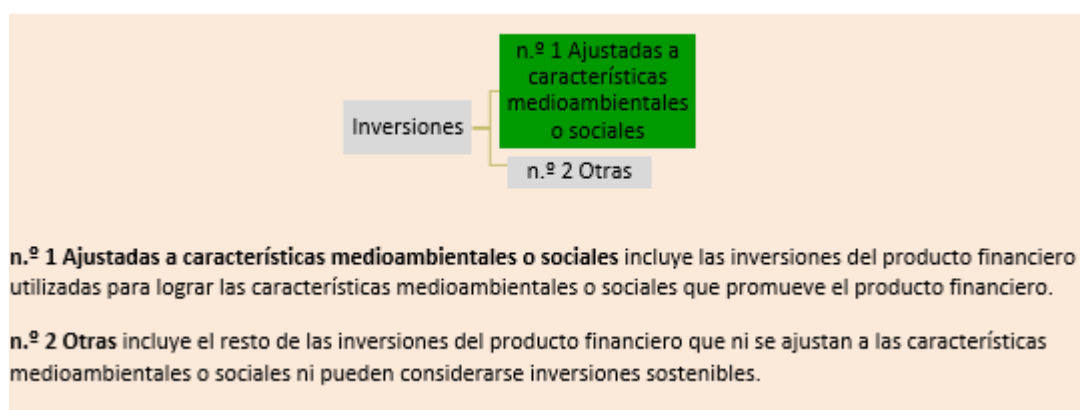 n.º 1 Ajustadas a
características
medioambientales
o sociales
Inversiones
n.º 2 Otras
n.º 1 Ajustadas a características medioambientales o sociales incluye las inversiones del producto financiero
utilizadas para lograr las características medioambientales o sociales que promueve el producto financiero.
n.º 2 Otras incluye el resto de las inversiones del producto financiero que ni se ajustan a las características
medioambientales o sociales ni pueden considerarse inversiones sostenibles.